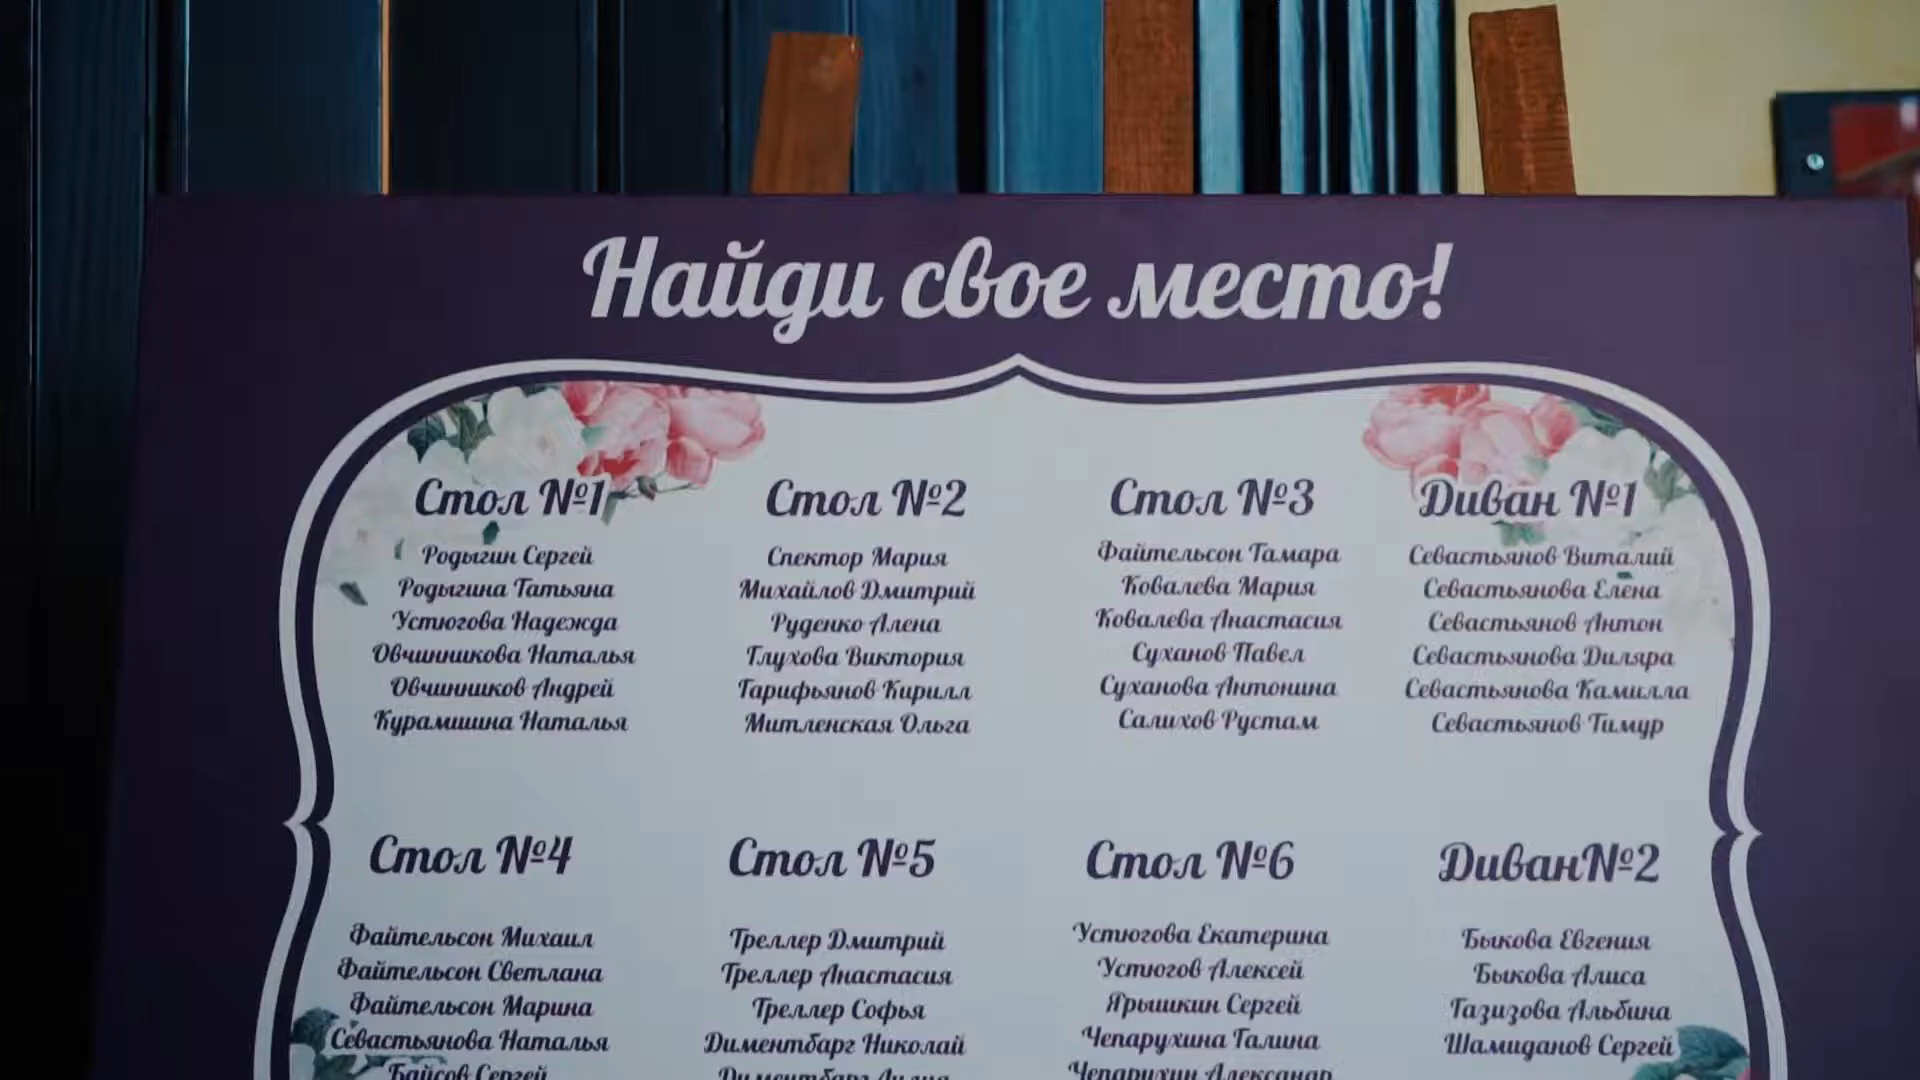 Найди свое место!
Стол №1
Родыгин Сергей
Родыгина Татьяна
Устюгова Надежда
Овчинникова Наталья
Овчинников Андрей
Курамшина Наталья
Стол №2
Спектор Мария
Михайлов Дмитрий
Руденко Алена
Глухова Виктория
Гарифьянов Кирилл
Митленская Ольга
Стол №3
Файтельсон Тамара
Ковалева Мария
Ковалева Анастасия
Суханов Павел
Суханова Антонина
Салихов Рустам
Диван №1
Севастьянов Виталий
Севастьянова Елена
Севастьянов Антон
Севастьянова Диляра
Севастьянова Камилла
Севастьянов Тимур
Стол №4
Файтельсон Михаил
Файтельсон Светлана
Файтельсон Марина
Севастьянова Наталья
Байсов Сергей
Стол №5
Треллер Дмитрий
Треллер Анастасия
Треллер Софья
Диментбарг Николай
Диментбарг
Стол №6
Устюгова Екатерина
Устюгов Алексей
Ярышкин Сергей
Чепарухина Галина
Чепарухин Александр
Диван№2
Быкова Евгения
Быкова Алиса
Газизова Альбина
Шамиданов Сергей